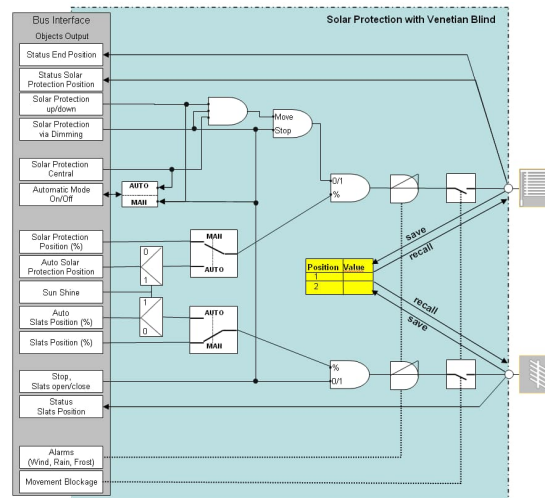 Bus Interface
Solar Protection with Venetian Blind
Objects Output
Status End Position
Status Solar
Protection Position
Solar Protection
up/down
Solar Protection
via Dimming
Move
Stop
Solar Protection
Central
Automatic Mode
On/Off
AUTO
MAN
0/1
%
Solar Protection
Position (%)
Auto Solar
Protection Position
0
1
MAN
AUTO
save
recall
Position Value
1
2
Sun Shine
Auto
Slats Position (%)
Slats Position (%)
1
0
AUTO
MAN
recall
save
Stop,
Slats open/close
%
0/1
Status
Slats Position
Alarms
(Wind, Rain, Frost)
Movement Blockage